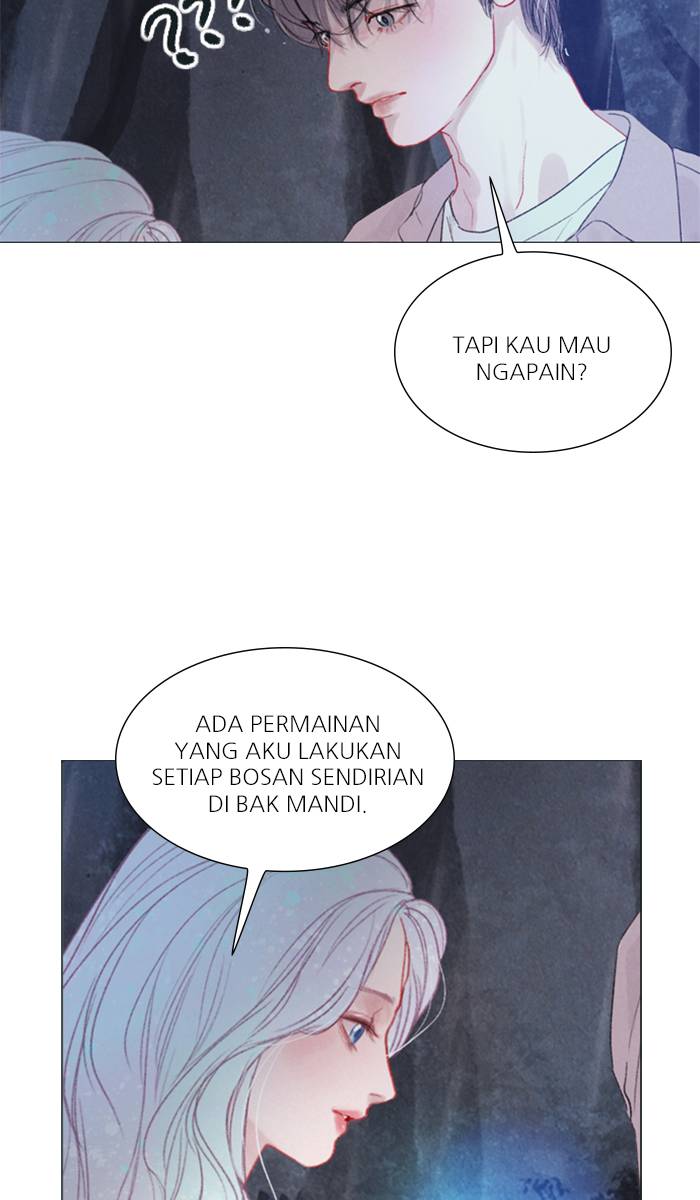 ???
TAPI KAU MAU
NGAPAIN?
ADA PERMAINAN
YANG AKU LAKUKAN
SETIAP BOSAN SENDIRIAN
DI BAK MANDI.